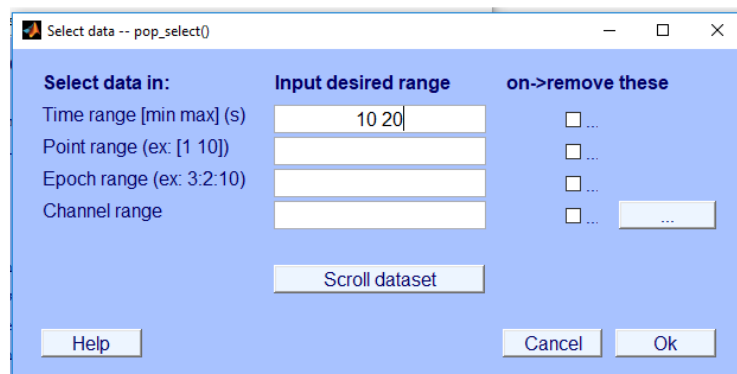 Select data -- pop_select()
Select data in: Input desired range on->remove these
Time range [min max] (s) 10 20 ...
Point range (ex: [1 10]) ...
Epoch range (ex: 3:2:10) ...
Channel range ... ...
Scroll dataset
Help Cancel Ok